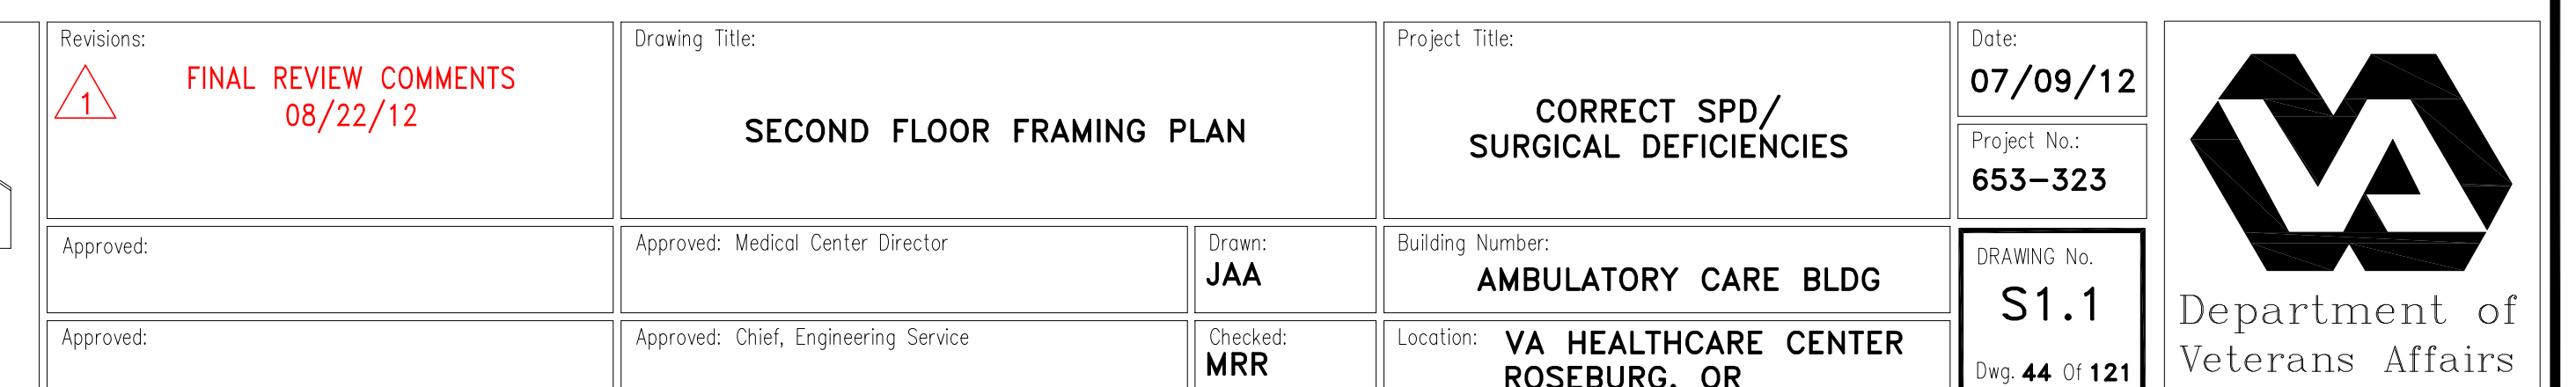 Revisions:
1
FINAL REVIEW COMMENTS
08/22/12
Drawing Title:
SECOND FLOOR FRAMING PLAN
Project Title:
CORRECT SPD/
SURGICAL DEFICIENCIES
Date:
07/09/12
Project No.:
653-323
VA
Approved:
Approved: Medical Center Director
Drawn:
JAA
Building Number:
AMBULATORY CARE BLDG
DRAWING No.
S1.1
Approved:
Approved: Chief, Engineering Service
Checked:
MRR
Location: VA HEALTHCARE CENTER
ROSEBURG, OR
Dwg. 44 Of 121
Department of
Veterans Affairs